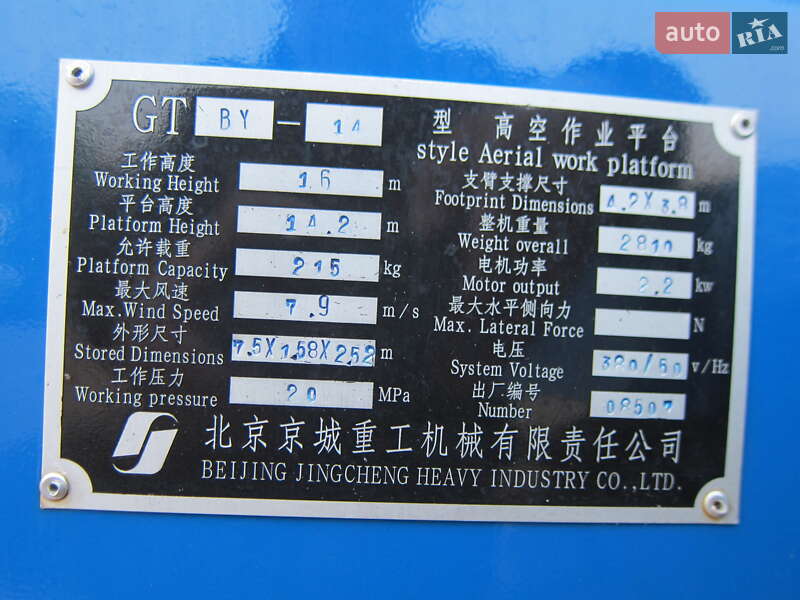 auto RIA .com
GT BY — 14 型 高空作业平台
style Aerial work platform
工作高度
Working Height 16 m
平台高度
Platform Height 14.2 m
允许载重
Platform Capacity 215 kg
最大风速
Max.Wind Speed 7.9 m/s
外形尺寸
Stored Dimensions 7.5X1.58X2.52 m
工作压力
Working pressure 20 MPa
支臂支撑尺寸
Footprint Dimensions 4.2X3.8 m
整机重量
Weight overall 2810 kg
电机功率
Motor output 2.2 kw
最大水平侧向力
Max. Lateral Force N
电压
System Voltage 380/50 v/Hz
出厂编号
Number 08507
北京京城重工机械有限责任公司
BEIJING JINGCHENG HEAVY INDUSTRY CO.,LTD.